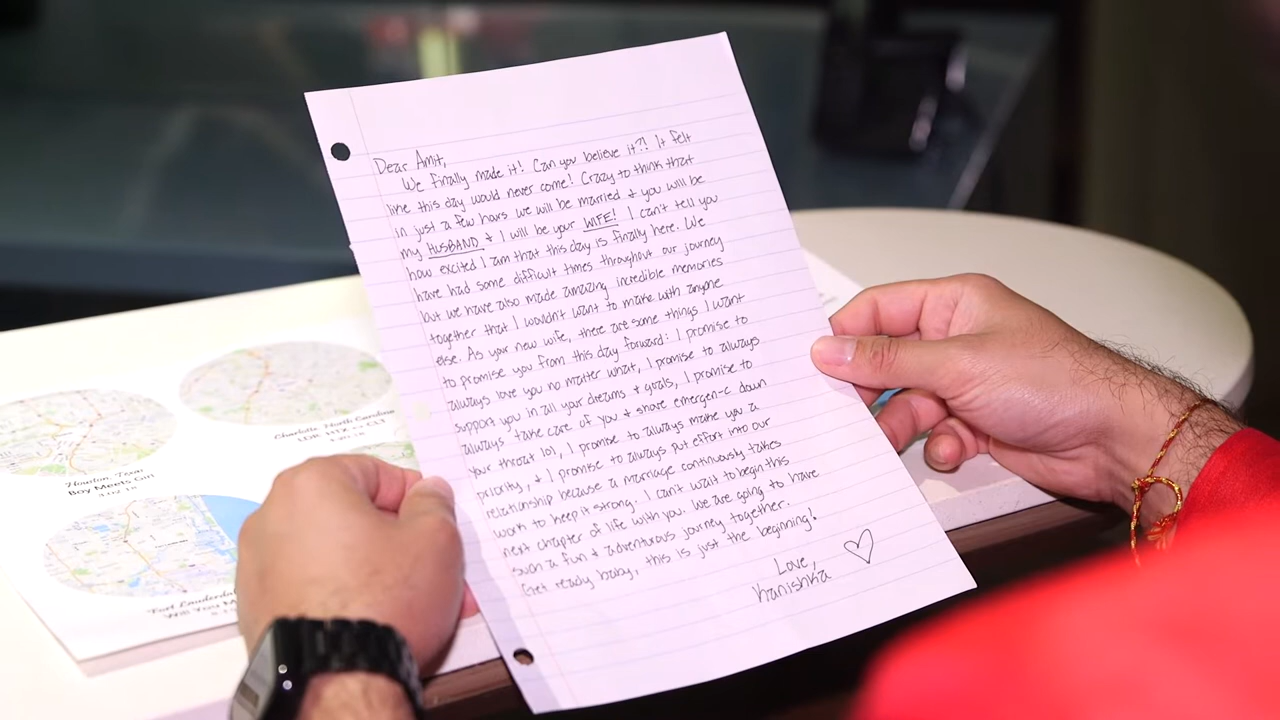 Dear Amit,
We finally made it! Can you believe it?! It felt
like this day would never come! Crazy to think that
in just a few hours we will be married & you will be
my HUSBAND & I will be your WIFE! I can't tell you
how excited I am that this day is finally here. We
have had some difficult times throughout our journey
but we have also made amazing incredible memories
together that I wouldn't want to make with anyone
else. As your new wife, there are some things I want
to promise you from this day forward: I promise to
always love you no matter what, I promise to always
support you in all your dreams & goals, I promise to
always take care of you & share emergen-c down
your throat lol, I promise to always make you a
priority, & I promise to always put effort into our
relationship because a marriage continuously takes
work to keep it strong. I can't wait to begin this
next chapter of life with you. We are going to have
such a fun & adventurous journey together.
Get ready baby, this is just the beginning!
Love,
Kanishka
Houston, Texas
Boy Meets Girl
Charlotte, North Carolina
LDR: HTX to CLT
Fort Lauderdale
Will You M